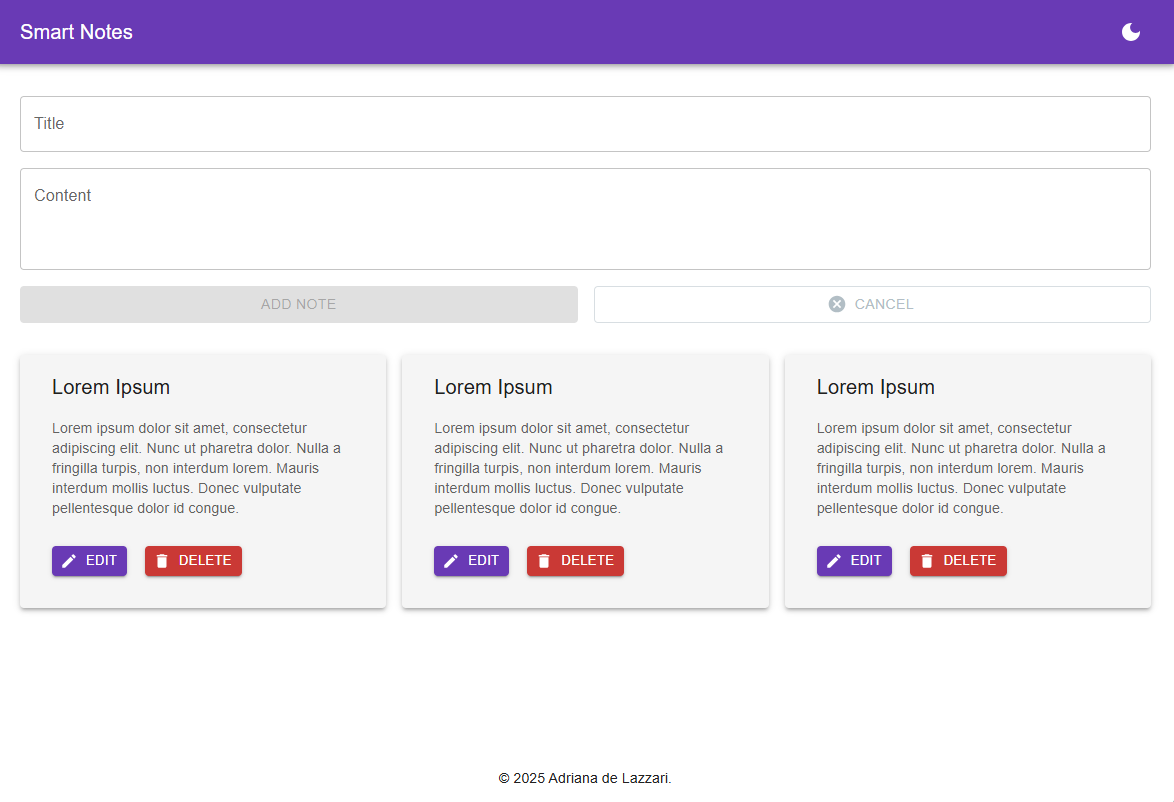 Smart Notes
Title
Content
ADD NOTE
CANCEL
Lorem Ipsum
Lorem ipsum dolor sit amet, consectetur
adipiscing elit. Nunc ut pharetra dolor. Nulla a
fringilla turpis, non interdum lorem. Mauris
interdum mollis luctus. Donec vulputate
pellentesque dolor id congue.
EDIT
DELETE
Lorem Ipsum
Lorem ipsum dolor sit amet, consectetur
adipiscing elit. Nunc ut pharetra dolor. Nulla a
fringilla turpis, non interdum lorem. Mauris
interdum mollis luctus. Donec vulputate
pellentesque dolor id congue.
EDIT
DELETE
Lorem Ipsum
Lorem ipsum dolor sit amet, consectetur
adipiscing elit. Nunc ut pharetra dolor. Nulla a
fringilla turpis, non interdum lorem. Mauris
interdum mollis luctus. Donec vulputate
pellentesque dolor id congue.
EDIT
DELETE
© 2025 Adriana de Lazzari.